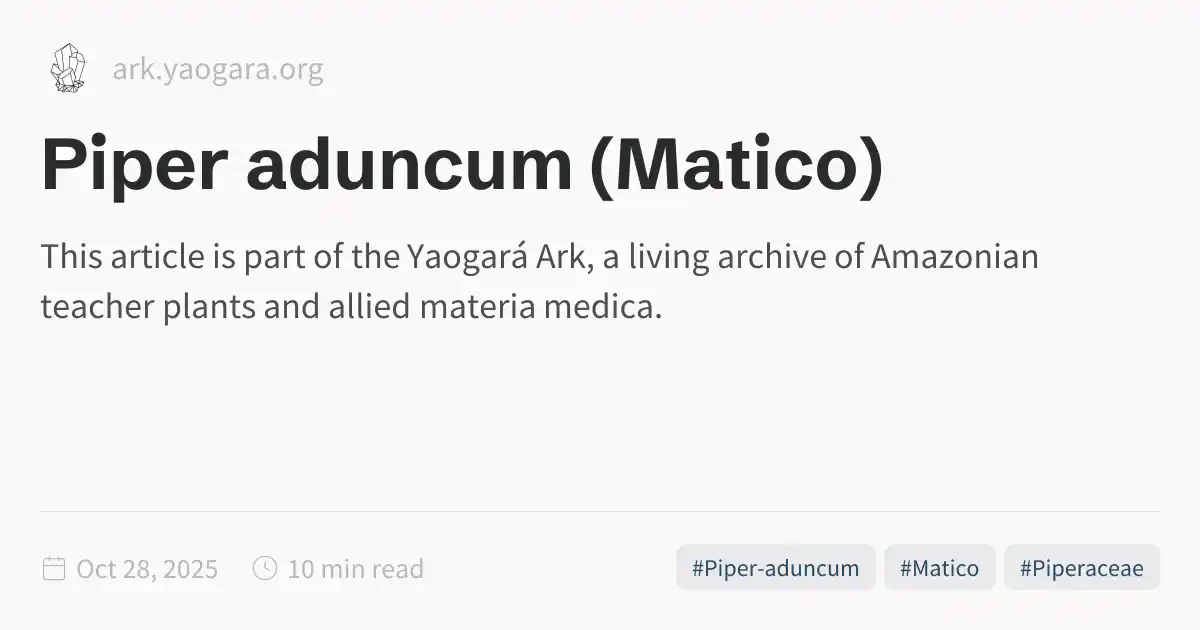 ark.yaogara.org
Piper aduncum (Matico)
This article is part of the Yaogará Ark, a living archive of Amazonian
teacher plants and allied materia medica.
Oct 28, 2025
10 min read
#Piper-aduncum
#Matico
#Piperaceae